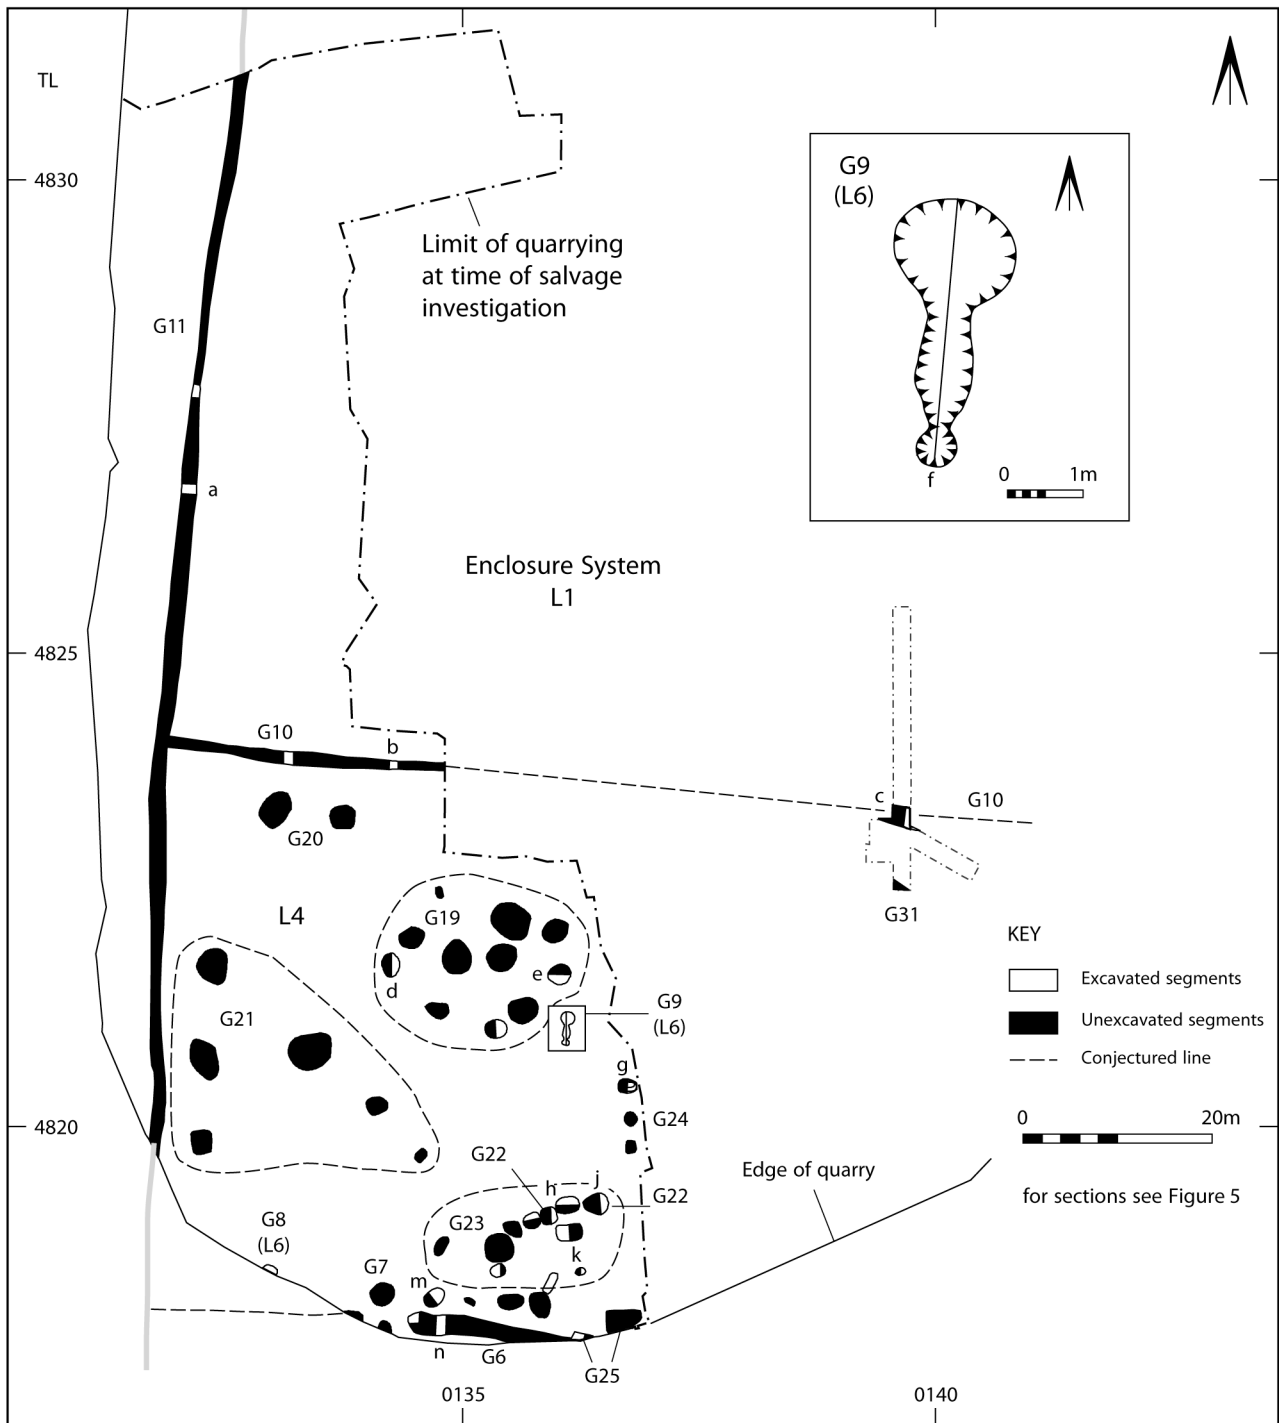 TL
4830
G9
(L6)
f
0 1m
Limit of quarrying
at time of salvage
investigation
G11
a
Enclosure System
L1
4825
G10
b
c
G10
G20
G31
L4
G19
d
e
G21
G9
(L6)
KEY
Excavated segments
Unexcavated segments
Conjectured line
0 20m
for sections see Figure 5
g
4820
G24
G22
h
j
G22
G23
k
Edge of quarry
G8
(L6)
G7
m
n
G6
G25
0135
0140